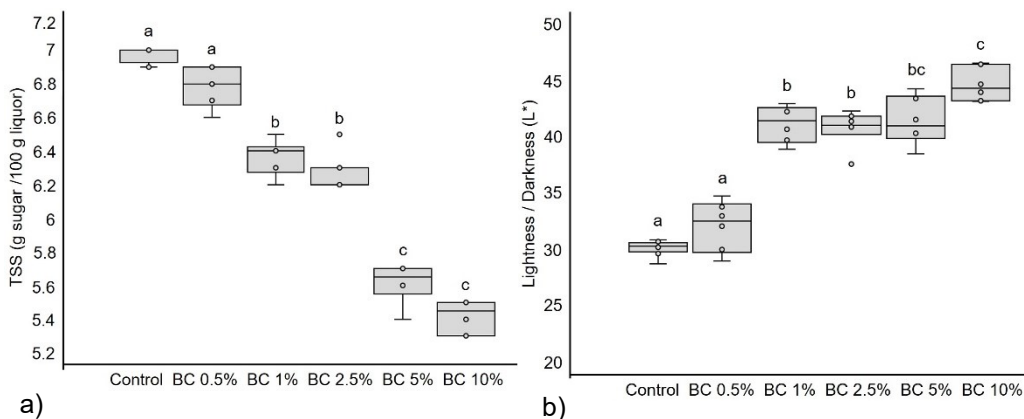 TSS (g sugar /100 g liquor)
7.2
7
6.8
6.6
6.4
6.2
6
5.8
5.6
5.4
5.2
a
a
b
b
c
c
Control BC 0.5% BC 1% BC 2.5% BC 5% BC 10%
a)
Lightness / Darkness (L*)
50
45
40
35
30
25
20
a
a
b
b
bc
c
Control BC 0.5% BC 1% BC 2.5% BC 5% BC 10%
b)